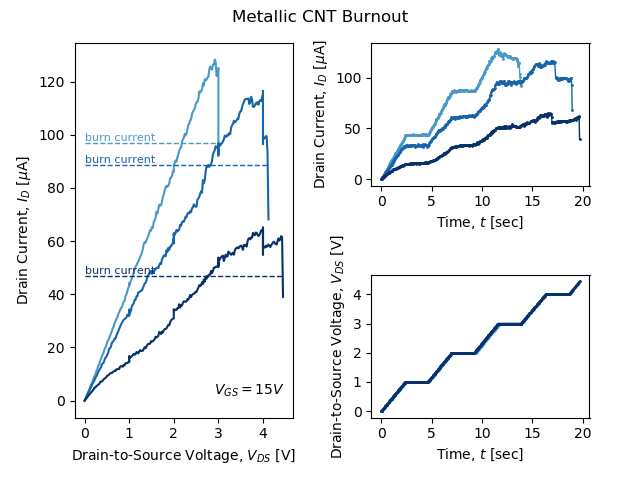 Metallic CNT Burnout
Drain Current, I_D [μA]
120
100
80
60
40
20
0
burn current
burn current
burn current
V_GS = 15V
0 1 2 3 4
Drain-to-Source Voltage, V_DS [V]
Drain Current, I_D [μA]
100
50
0
0 5 10 15 20
Time, t [sec]
Drain-to-Source Voltage, V_DS [V]
4
3
2
1
0
0 5 10 15 20
Time, t [sec]